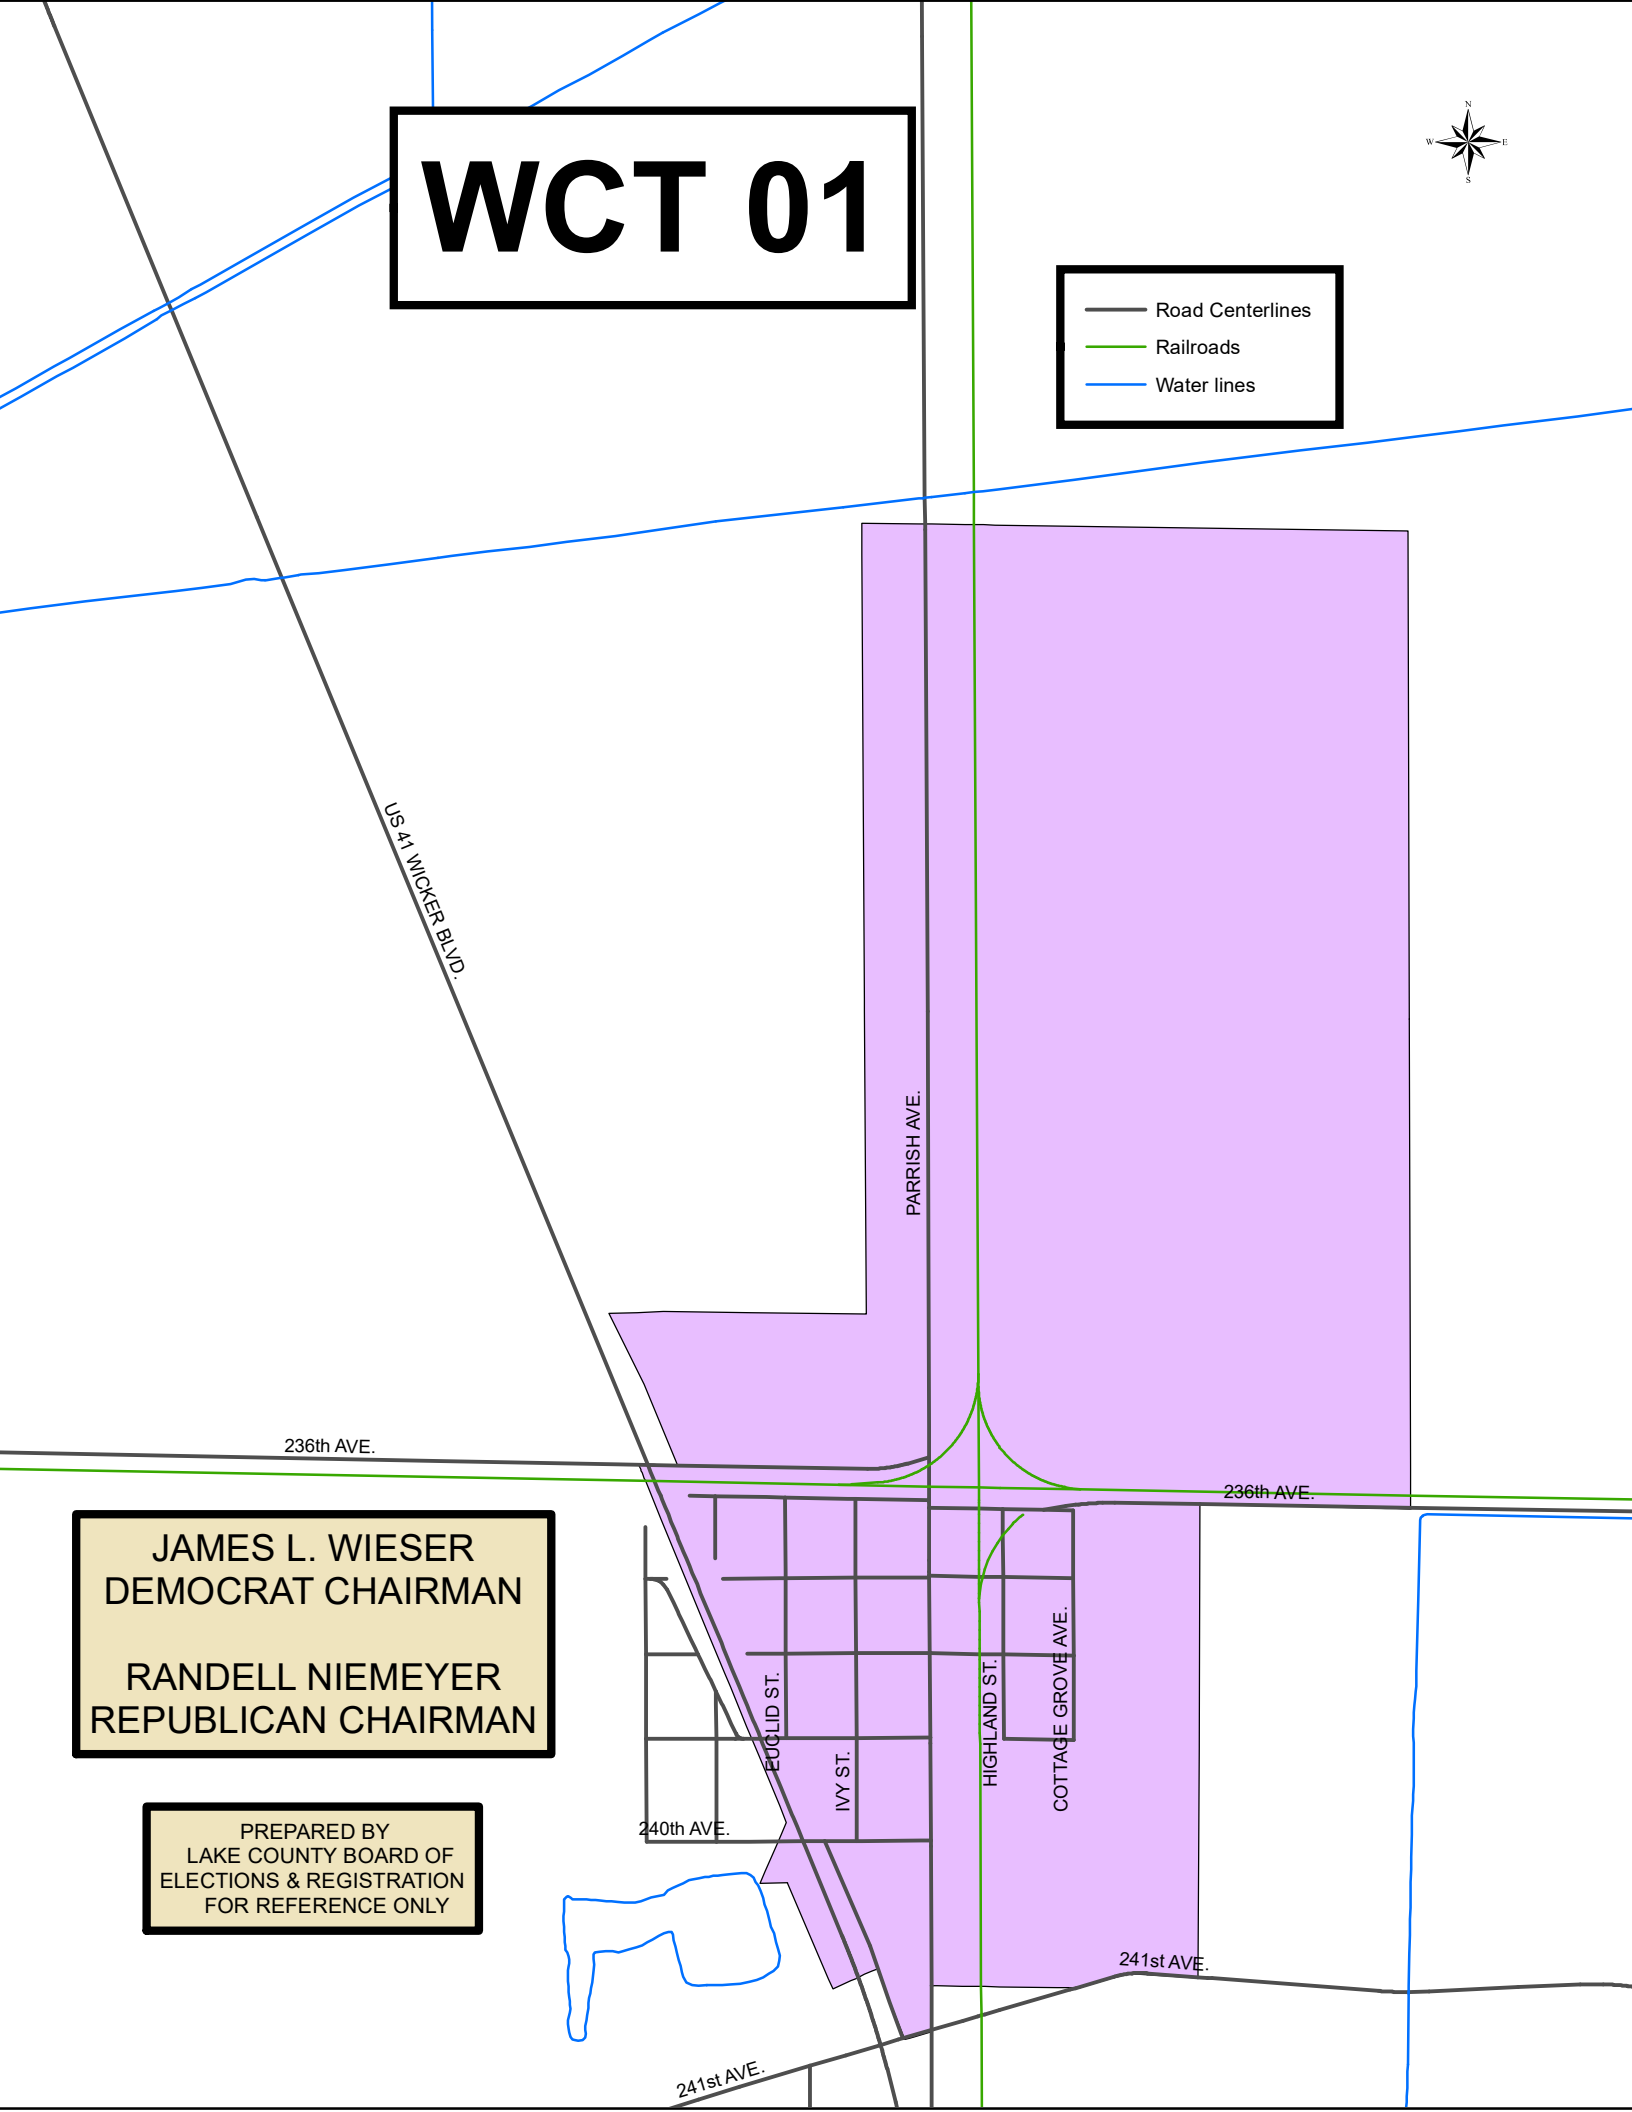 WCT 01
N
W
E
S
Road Centerlines
Railroads
Water lines
US 41 WICKER BLVD.
PARRISH AVE.
236th AVE.
236th AVE.
JAMES L. WIESER
DEMOCRAT CHAIRMAN
RANDELL NIEMEYER
REPUBLICAN CHAIRMAN
EUCLID ST.
IVY ST.
HIGHLAND ST.
COTTAGE GROVE AVE.
240th AVE.
PREPARED BY
LAKE COUNTY BOARD OF
ELECTIONS & REGISTRATION
FOR REFERENCE ONLY
241st AVE.
241st AVE.